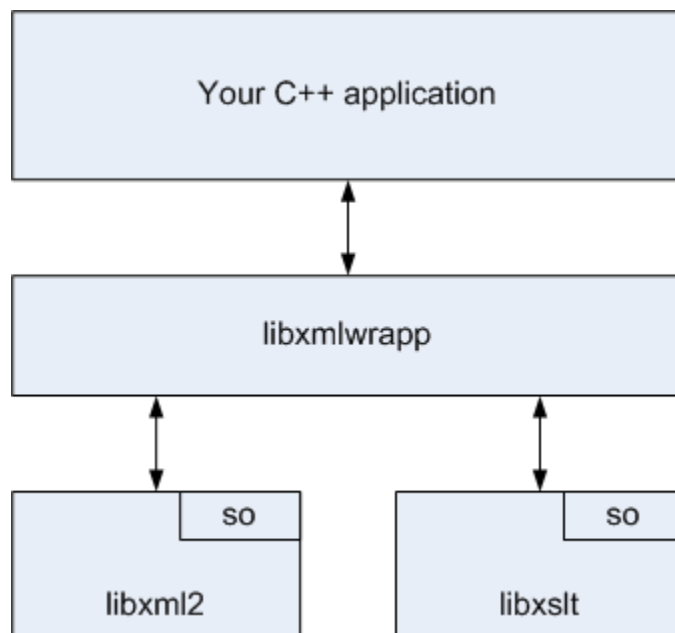 Your C++ application
libxmlwrapp
so
so
libxml2
libxslt